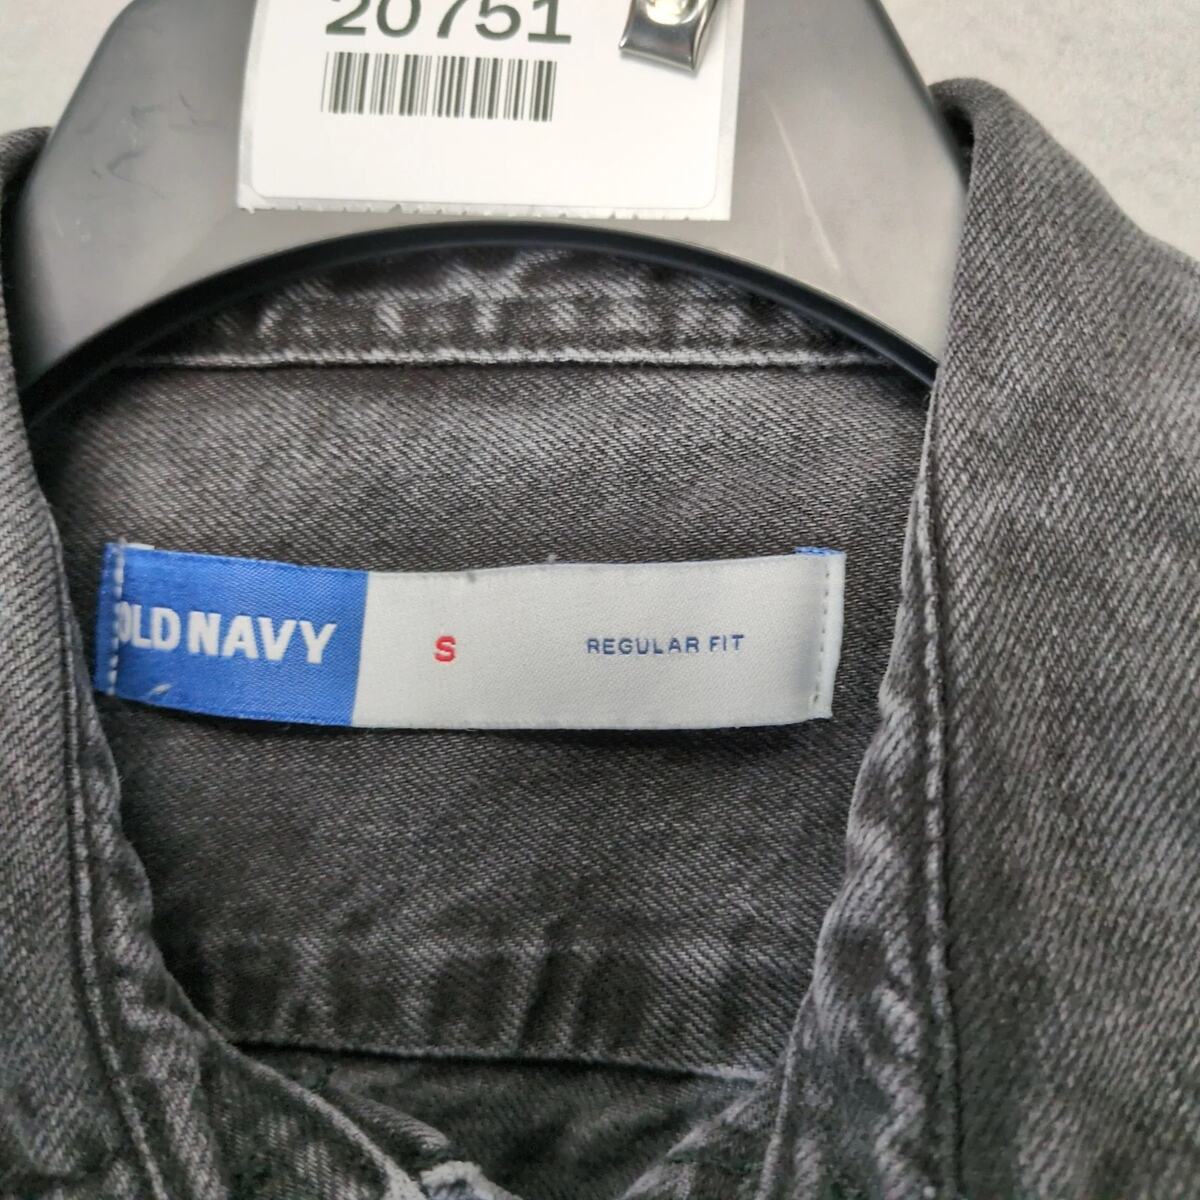 20751
OLD NAVY
S
REGULAR FIT